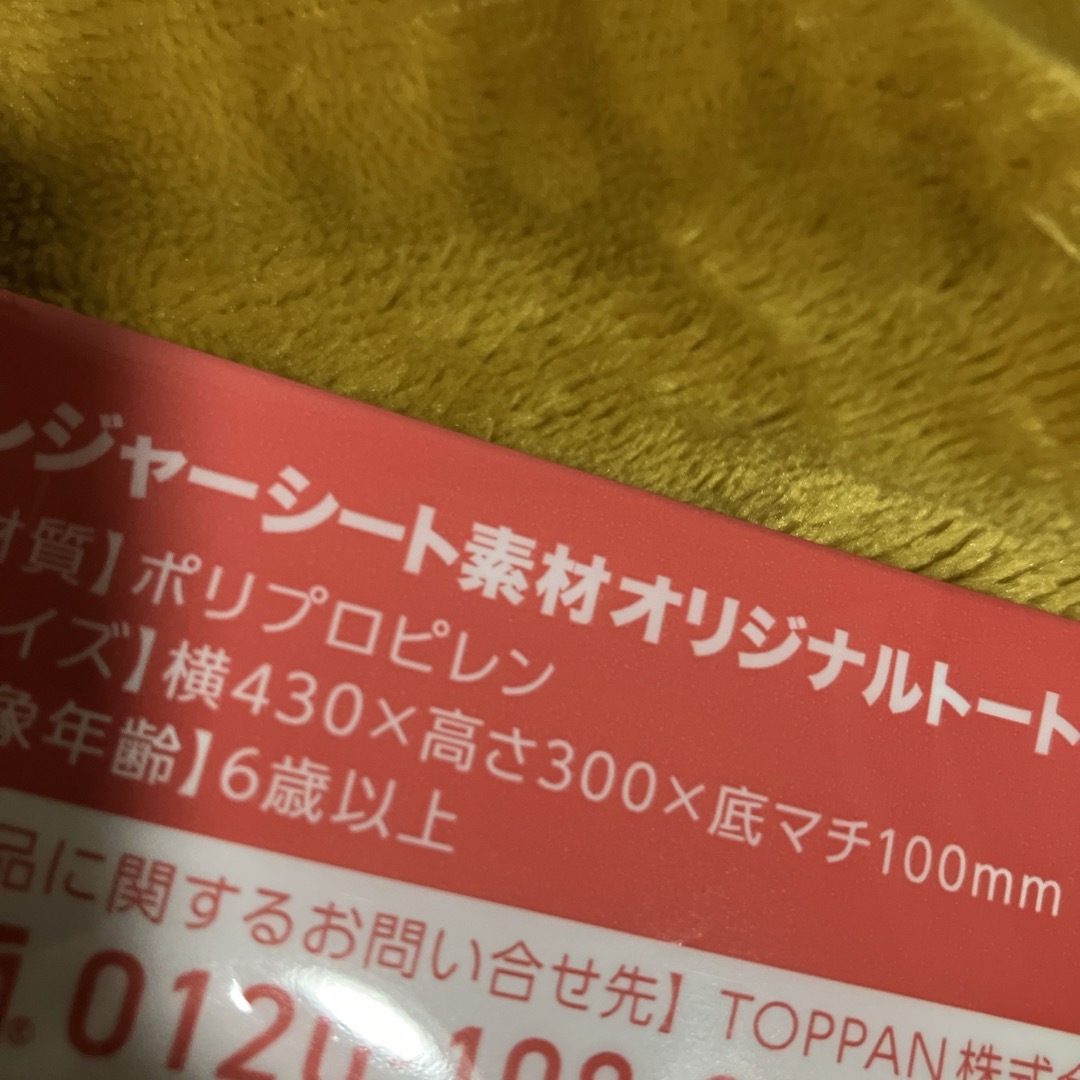 ンジャーシート素材オリジナルトート
材質】ポリプロピレン
イズ】横430×高さ300×底マチ100mm
象年齢】6歳以上
品に関するお問い合せ先】TOPPAN株式
0120